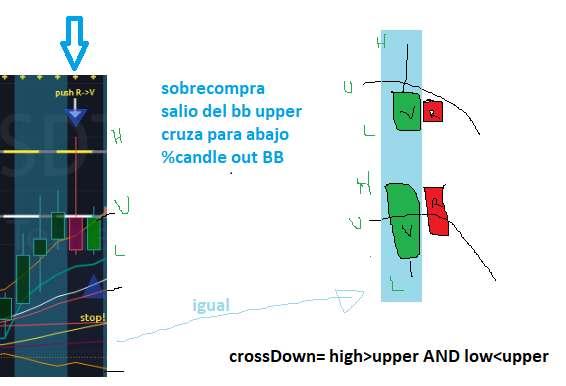 push R->V
sobrecompra
salio del bb upper
cruza para abajo
%candle out BB
H
U
L
H
U
L
V
R
H
U
L
V
R
stop!
igual
crossDown= high>upper AND low<upper